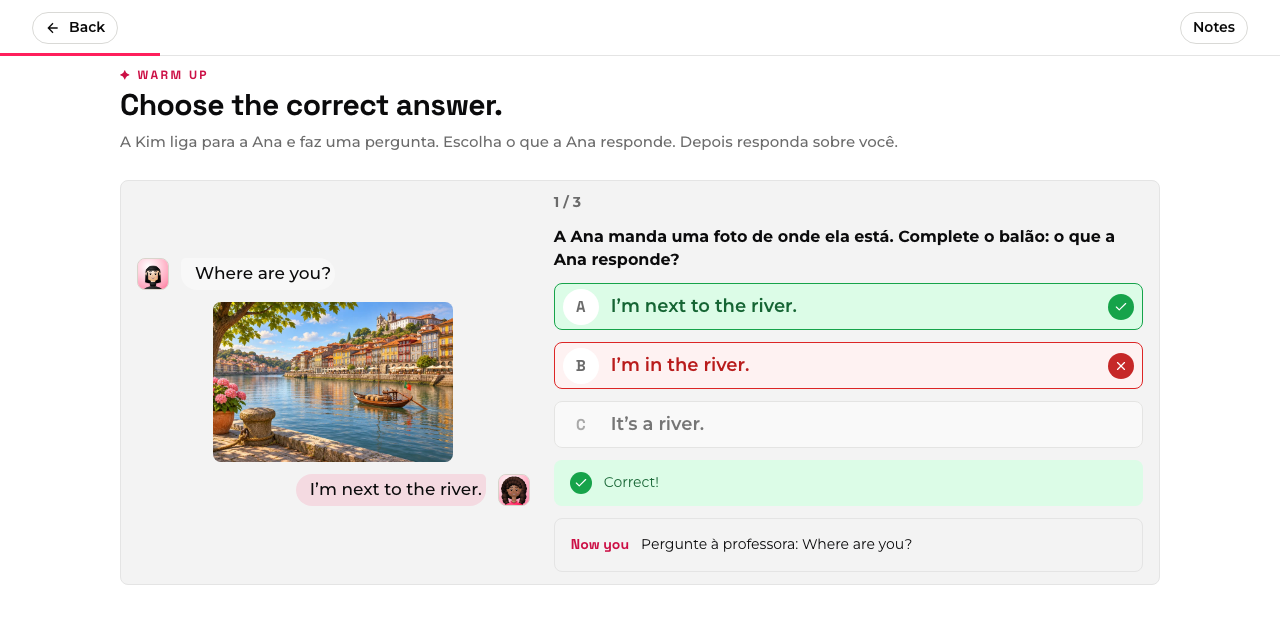 Back
Notes
WARM UP
Choose the correct answer.
A Kim liga para a Ana e faz uma pergunta. Escolha o que a Ana responde. Depois responda sobre você.
Where are you?
I’m next to the river.
1 / 3
A Ana manda uma foto de onde ela está. Complete o balão: o que a
Ana responde?
A I’m next to the river.
B I’m in the river.
C It’s a river.
Correct!
Now you Pergunte à professora: Where are you?